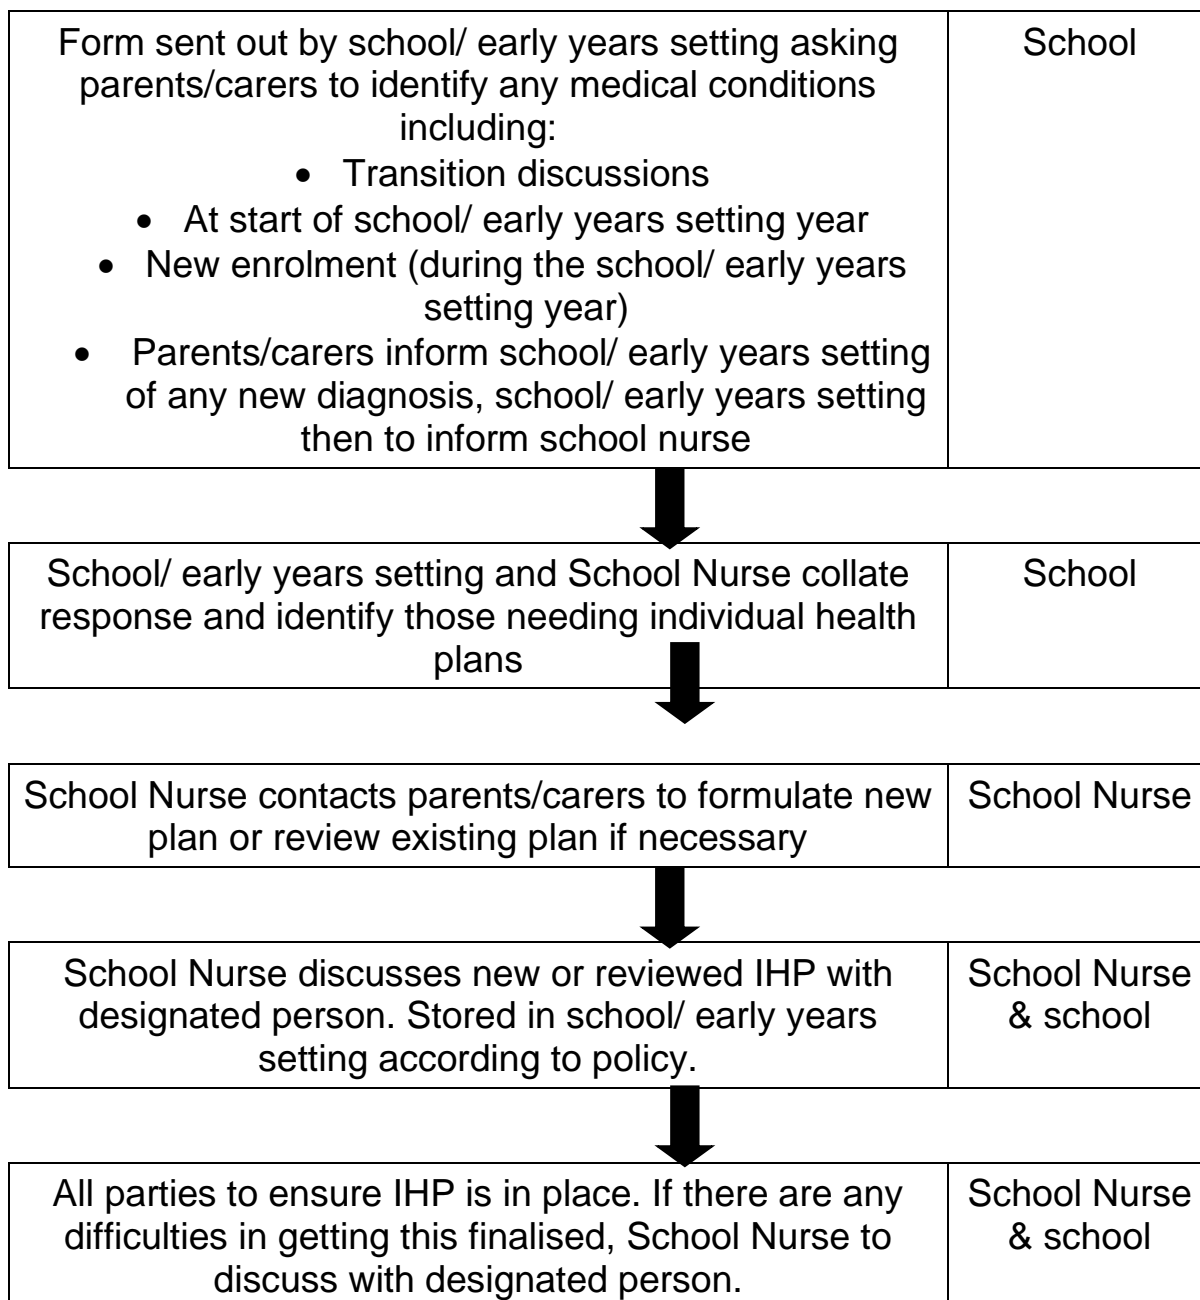 Form sent out by school/ early years setting asking
parents/carers to identify any medical conditions
including:
• Transition discussions
• At start of school/ early years setting year
• New enrolment (during the school/ early years
setting year)
• Parents/carers inform school/ early years setting
of any new diagnosis, school/ early years setting
then to inform school nurse
School
School/ early years setting and School Nurse collate
response and identify those needing individual health
plans
School
School Nurse contacts parents/carers to formulate new
plan or review existing plan if necessary
School Nurse
School Nurse discusses new or reviewed IHP with
designated person. Stored in school/ early years
setting according to policy.
School Nurse
& school
All parties to ensure IHP is in place. If there are any
difficulties in getting this finalised, School Nurse to
discuss with designated person.
School Nurse
& school